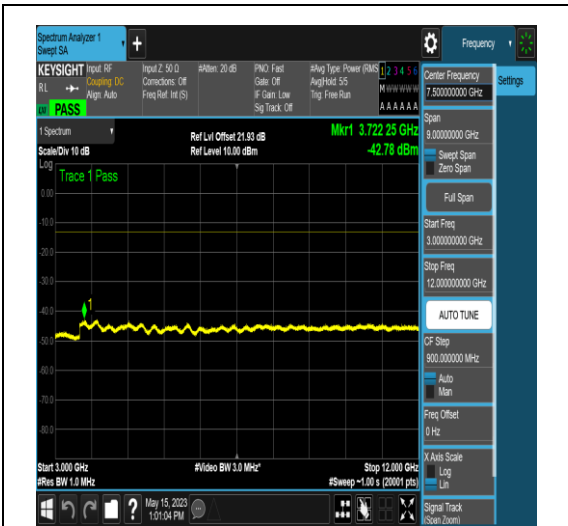 Spectrum Analyzer 1
Swept SA
Frequency
KEYSIGHT
RL
PASS
Input: RF
Coupling: DC
Align: Auto
Input Z: 50 Ω
Corrections: Off
Freq Ref: Int (S)
#Atten: 20 dB
PNO: Fast
Gate: Off
IF Gain: Low
Sig Track: Off
#Avg Type: Power (RMS
Avg|Hold: 5/5
Trig: Free Run
1 2 3 4 5 6
M W W W W W
A A A A A A
Center Frequency
7.500000000 GHz
Settings
Span
9.00000000 GHz
Swept Span
Zero Span
Full Span
Start Freq
3.000000000 GHz
Stop Freq
12.000000000 GHz
AUTO TUNE
CF Step
900.000000 MHz
Auto
Man
Freq Offset
0 Hz
X Axis Scale
Log
Lin
Signal Track
(Span Zoom)
1 Spectrum
Scale/Div 10 dB
Ref Lvl Offset 21.93 dB
Ref Level 10.00 dBm
Mkr1 3.722 25 GHz
-42.78 dBm
Log
Trace 1 Pass
0.00
-10.0
-20.0
-30.0
-40.0
-50.0
-60.0
-70.0
-80.0
1
Start 3.000 GHz
#Res BW 1.0 MHz
#Video BW 3.0 MHz*
Stop 12.000 GHz
#Sweep ~1.00 s (20001 pts)
May 15, 2023
1:01:04 PM